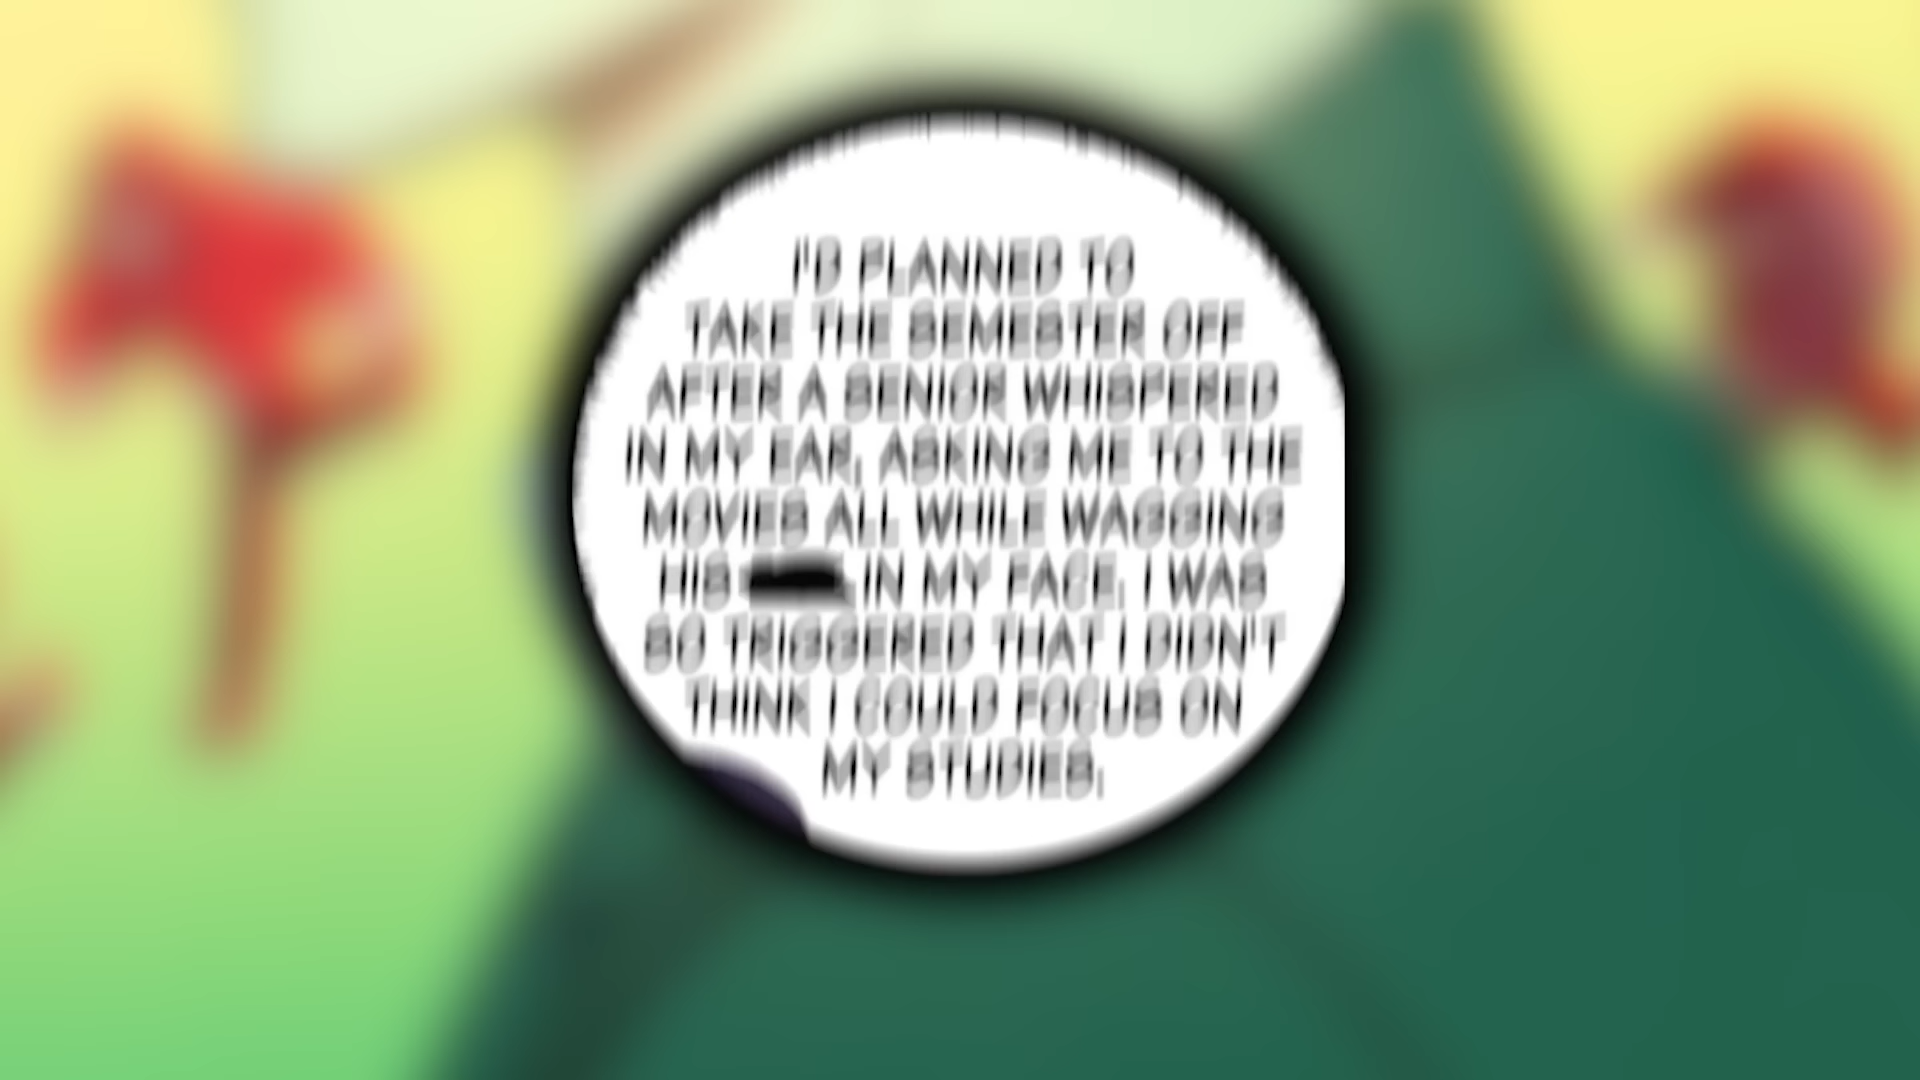 I'D PLANNED TO
TAKE THE SEMESTER OFF
AFTER A SENIOR WHISPERED
IN MY EAR, ASKING ME TO THE
MOVIES ALL WHILE WAGGING
HIS IN MY FACE. I WAS
SO TRIGGERED THAT I DIDN'T
THINK I COULD FOCUS ON
MY STUDIES.